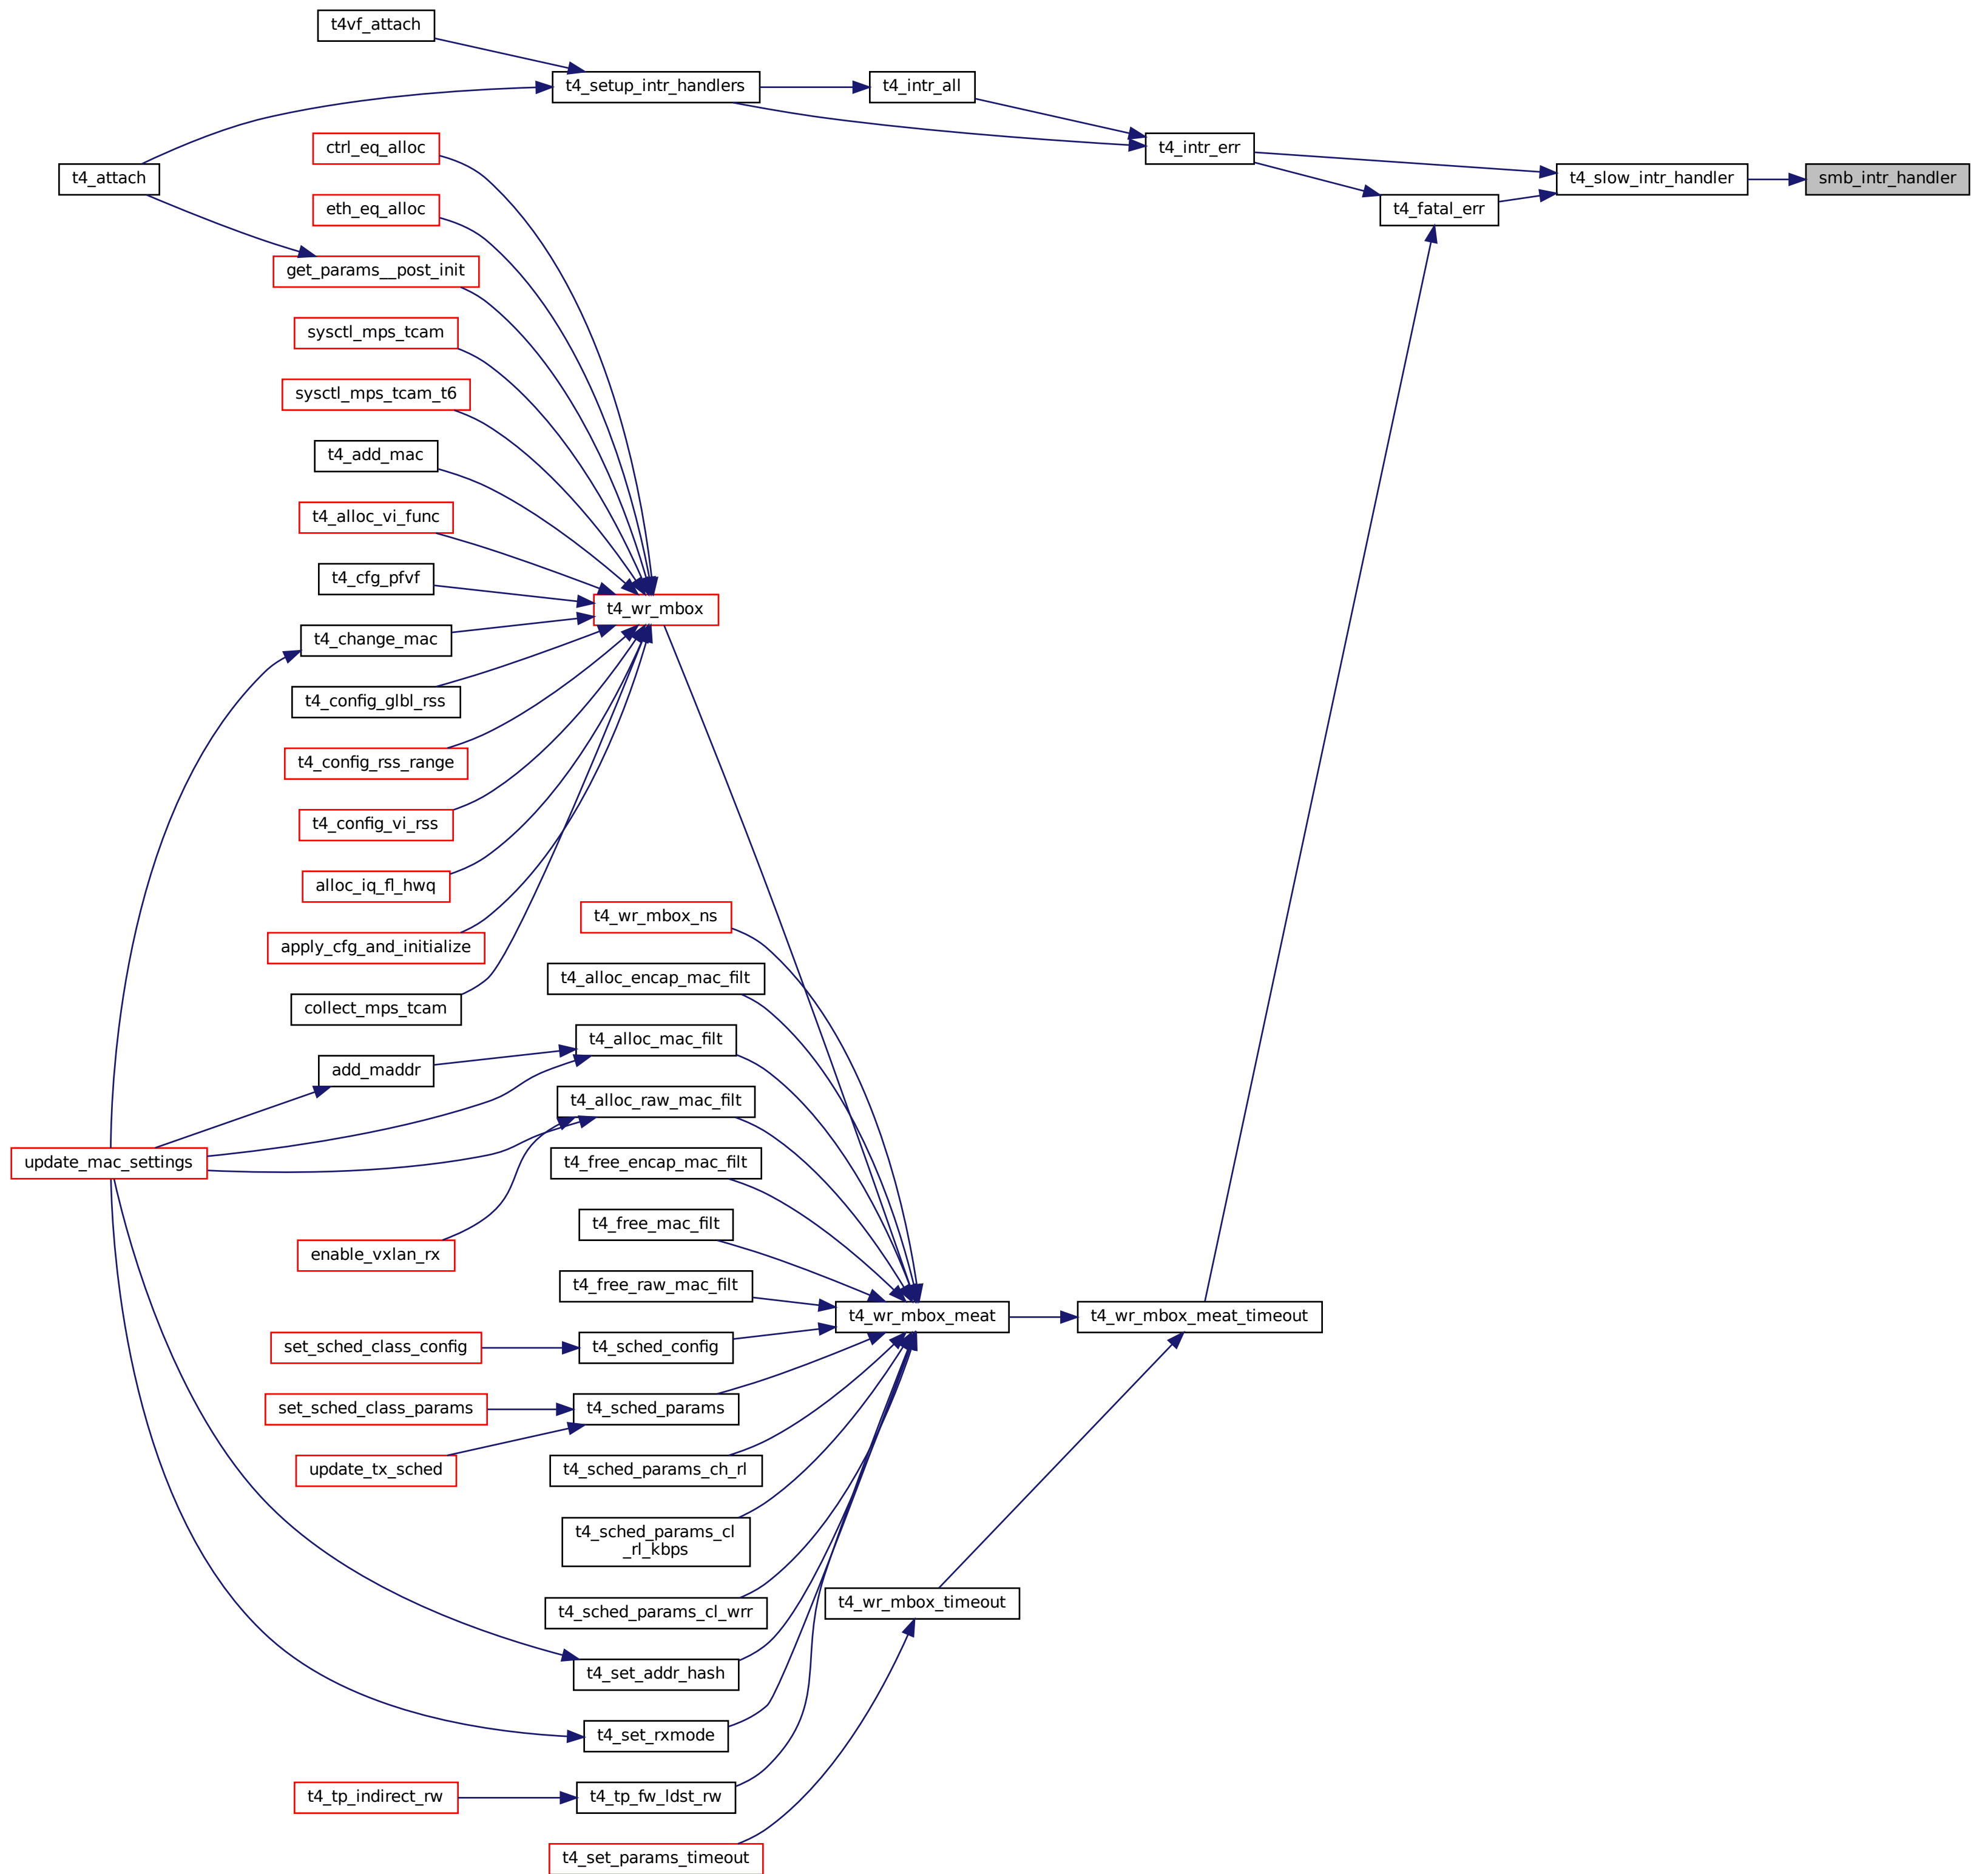 t4vf_attach
t4_setup_intr_handlers
t4_intr_all
ctrl_eq_alloc
t4_intr_err
t4_attach
t4_slow_intr_handler
smb_intr_handler
eth_eq_alloc
t4_fatal_err
get_params__post_init
sysctl_mps_tcam
sysctl_mps_tcam_t6
t4_add_mac
t4_alloc_vi_func
t4_cfg_pfvf
t4_wr_mbox
t4_change_mac
t4_config_glbl_rss
t4_config_rss_range
t4_config_vi_rss
alloc_iq_fl_hwq
t4_wr_mbox_ns
apply_cfg_and_initialize
t4_alloc_encap_mac_filt
collect_mps_tcam
t4_alloc_mac_filt
add_maddr
t4_alloc_raw_mac_filt
update_mac_settings
t4_free_encap_mac_filt
t4_free_mac_filt
enable_vxlan_rx
t4_free_raw_mac_filt
t4_wr_mbox_meat
t4_wr_mbox_meat_timeout
set_sched_class_config
t4_sched_config
set_sched_class_params
t4_sched_params
update_tx_sched
t4_sched_params_ch_rl
t4_sched_params_cl
_rl_kbps
t4_wr_mbox_timeout
t4_sched_params_cl_wrr
t4_set_addr_hash
t4_set_rxmode
t4_tp_indirect_rw
t4_tp_fw_ldst_rw
t4_set_params_timeout